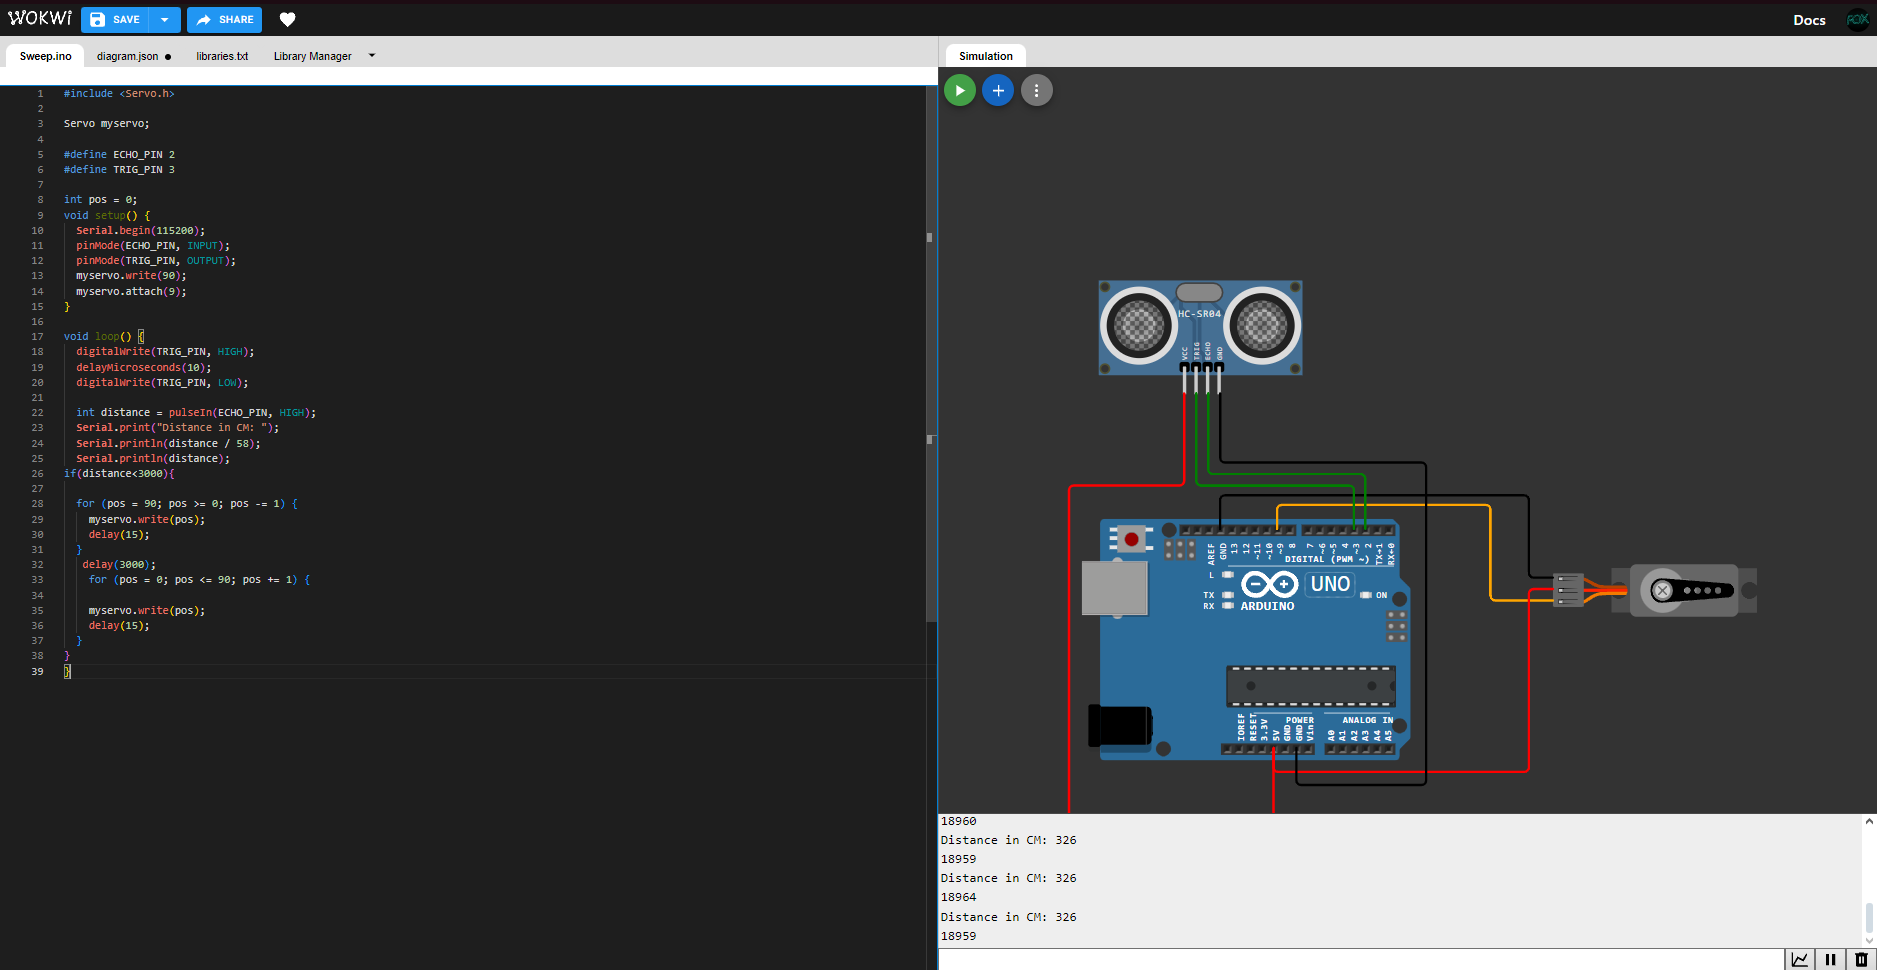 WOKWI SAVE SHARE Docs
Sweep.ino diagram.json ● libraries.txt Library Manager
Simulation
1 #include <Servo.h>
2
3 Servo myservo;
4
5 #define ECHO_PIN 2
6 #define TRIG_PIN 3
7
8 int pos = 0;
9 void setup() {
10 Serial.begin(115200);
11 pinMode(ECHO_PIN, INPUT);
12 pinMode(TRIG_PIN, OUTPUT);
13 myservo.write(90);
14 myservo.attach(9);
15 }
16
17 void loop() {
18 digitalWrite(TRIG_PIN, HIGH);
19 delayMicroseconds(10);
20 digitalWrite(TRIG_PIN, LOW);
21
22 int distance = pulseIn(ECHO_PIN, HIGH);
23 Serial.print("Distance in CM: ");
24 Serial.println(distance / 58);
25 Serial.println(distance);
26 if(distance<3000){
27
28 for (pos = 90; pos >= 0; pos -= 1) {
29 myservo.write(pos);
30 delay(15);
31 }
32 delay(3000);
33 for (pos = 0; pos <= 90; pos += 1) {
34
35 myservo.write(pos);
36 delay(15);
37 }
38 }
39 }
HC-SR04
VCC
TRIG
ECHO
GND
AREF
GND
13
12
~11
~10
~9
8
7
~6
~5
4
~3
2
TX→1
RX←0
DIGITAL (PWM ~)
L
TX
RX
UNO
ON
ARDUINO
IOREF
RESET
3.3V
5V
GND
GND
Vin
POWER
ANALOG IN
A0
A1
A2
A3
A4
A5
18960
Distance in CM: 326
18959
Distance in CM: 326
18964
Distance in CM: 326
18959